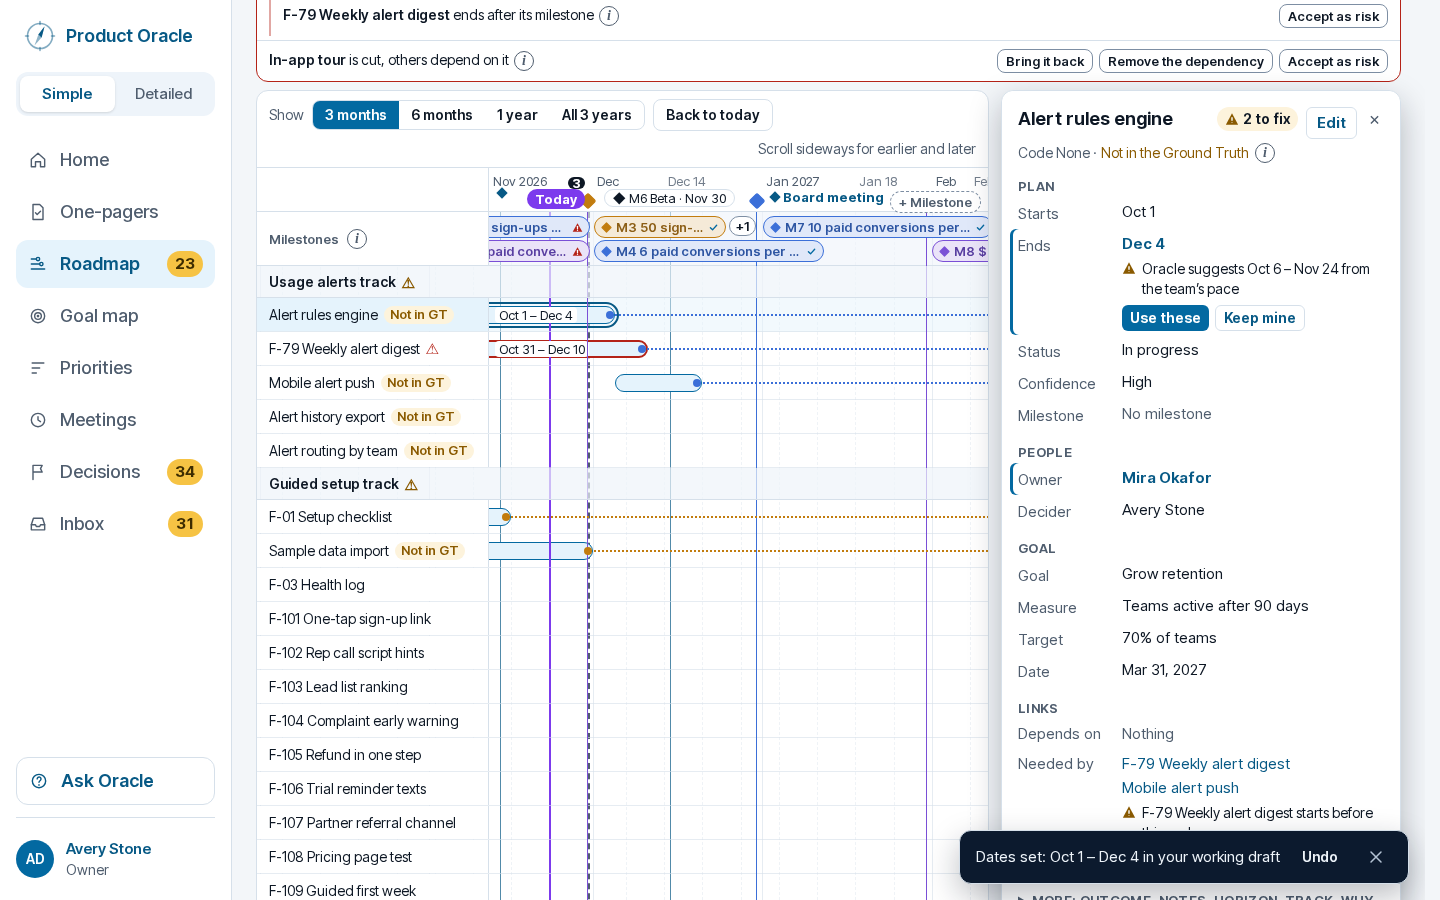 Product Oracle
Simple
Detailed
Home
One-pagers
Roadmap
23
Goal map
Priorities
Meetings
Decisions
34
Inbox
31
Ask Oracle
AD
Avery Stone
Owner
F-79 Weekly alert digest ends after its milestone i
Accept as risk
In-app tour is cut, others depend on it i
Bring it back
Remove the dependency
Accept as risk
Show
3 months
6 months
1 year
All 3 years
Back to today
Scroll sideways for earlier and later
Nov 2026
3
Dec
Dec 14
Jan 2027
Jan 18
Feb
Fe
Today
M6 Beta · Nov 30
Board meeting
+ Milestone
Milestones i
sign-ups ...
M3 50 sign-...
+1
M7 10 paid conversions per...
paid conve...
M4 6 paid conversions per ...
M8 $
Usage alerts track
Alert rules engine Not in GT
Oct 1 – Dec 4
F-79 Weekly alert digest
Oct 31 – Dec 10
Mobile alert push Not in GT
Alert history export Not in GT
Alert routing by team Not in GT
Guided setup track
F-01 Setup checklist
Sample data import Not in GT
F-03 Health log
F-101 One-tap sign-up link
F-102 Rep call script hints
F-103 Lead list ranking
F-104 Complaint early warning
F-105 Refund in one step
F-106 Trial reminder texts
F-107 Partner referral channel
F-108 Pricing page test
F-109 Guided first week
Alert rules engine
2 to fix
Edit
×
Code None · Not in the Ground Truth i
PLAN
Starts
Oct 1
Ends
Dec 4
Oracle suggests Oct 6 – Nov 24 from
the team's pace
Use these
Keep mine
Status
In progress
Confidence
High
Milestone
No milestone
PEOPLE
Owner
Mira Okafor
Decider
Avery Stone
GOAL
Goal
Grow retention
Measure
Teams active after 90 days
Target
70% of teams
Date
Mar 31, 2027
LINKS
Depends on
Nothing
Needed by
F-79 Weekly alert digest
Mobile alert push
F-79 Weekly alert digest starts before
Dates set: Oct 1 – Dec 4 in your working draft
Undo